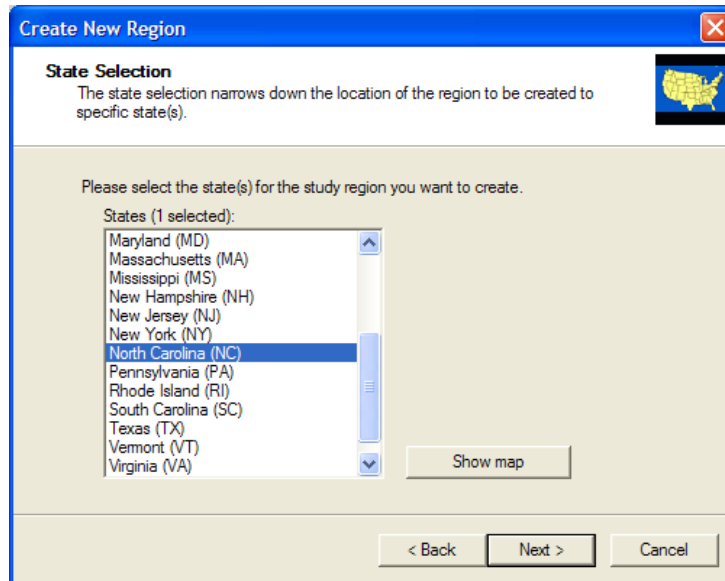 Create New Region
State Selection
The state selection narrows down the location of the region to be created to
specific state(s).
Please select the state(s) for the study region you want to create.
States (1 selected):
Maryland (MD)
Massachusetts (MA)
Mississippi (MS)
New Hampshire (NH)
New Jersey (NJ)
New York (NY)
North Carolina (NC)
Pennsylvania (PA)
Rhode Island (RI)
South Carolina (SC)
Texas (TX)
Vermont (VT)
Virginia (VA)
Show map
< Back
Next >
Cancel